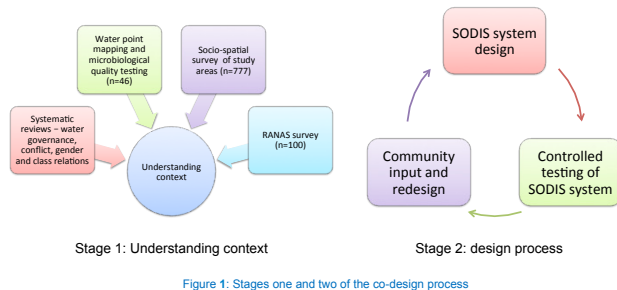 Water point
mapping and
microbiological
quality testing
(n=46)
Socio-spatial
survey of study
areas (n=777)
Systematic
reviews – water
governance,
conflict, gender
and class relations
RANAS survey
(n=100)
Understanding
context
Stage 1: Understanding context
SODIS system
design
Community
input and
redesign
Controlled
testing of
SODIS system
Stage 2: design process
Figure 1: Stages one and two of the co-design process